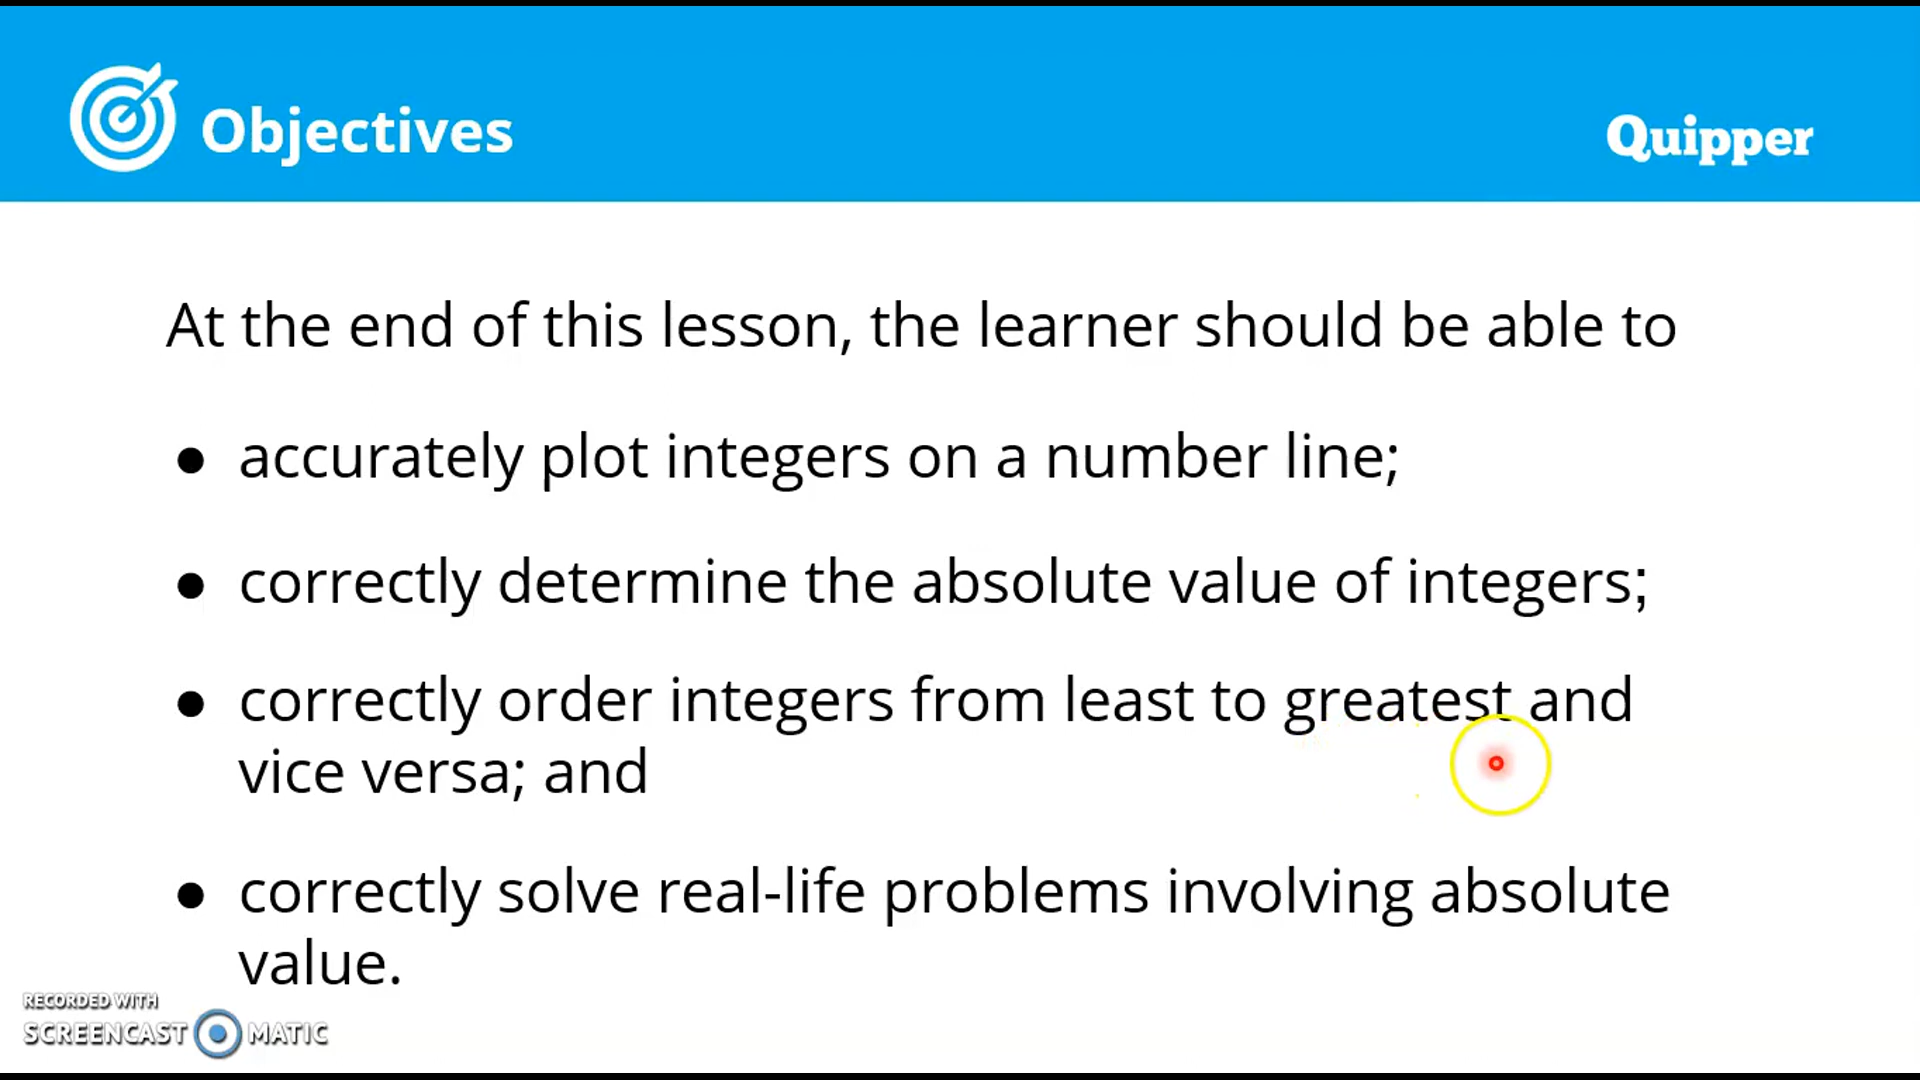 Objectives
Quipper
At the end of this lesson, the learner should be able to
● accurately plot integers on a number line;
● correctly determine the absolute value of integers;
● correctly order integers from least to greatest and
vice versa; and
● correctly solve real-life problems involving absolute
value.
RECORDED WITH
SCREENCAST MATIC